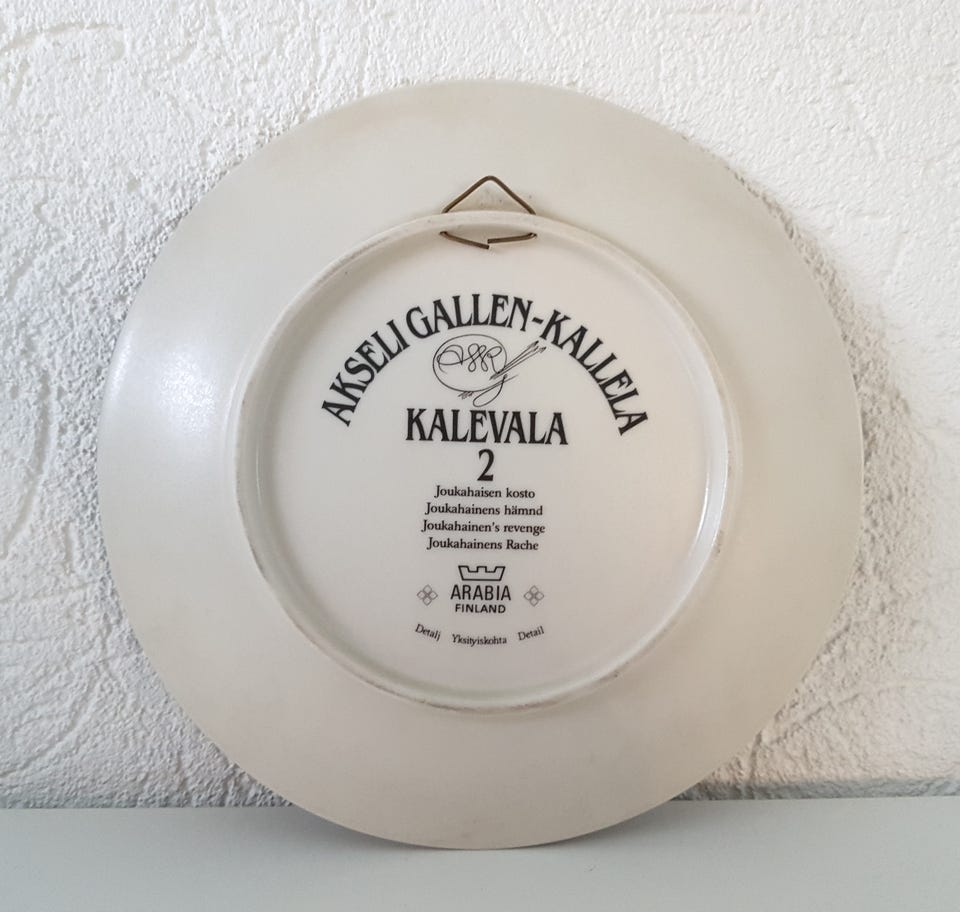 AKSELI GALLEN-KALLELA
KALEVALA
2
Joukahaisen kosto
Joukahainens hämnd
Joukahainen's revenge
Joukahainens Rache
ARABIA
FINLAND
Detalj Yksityiskohta Detail